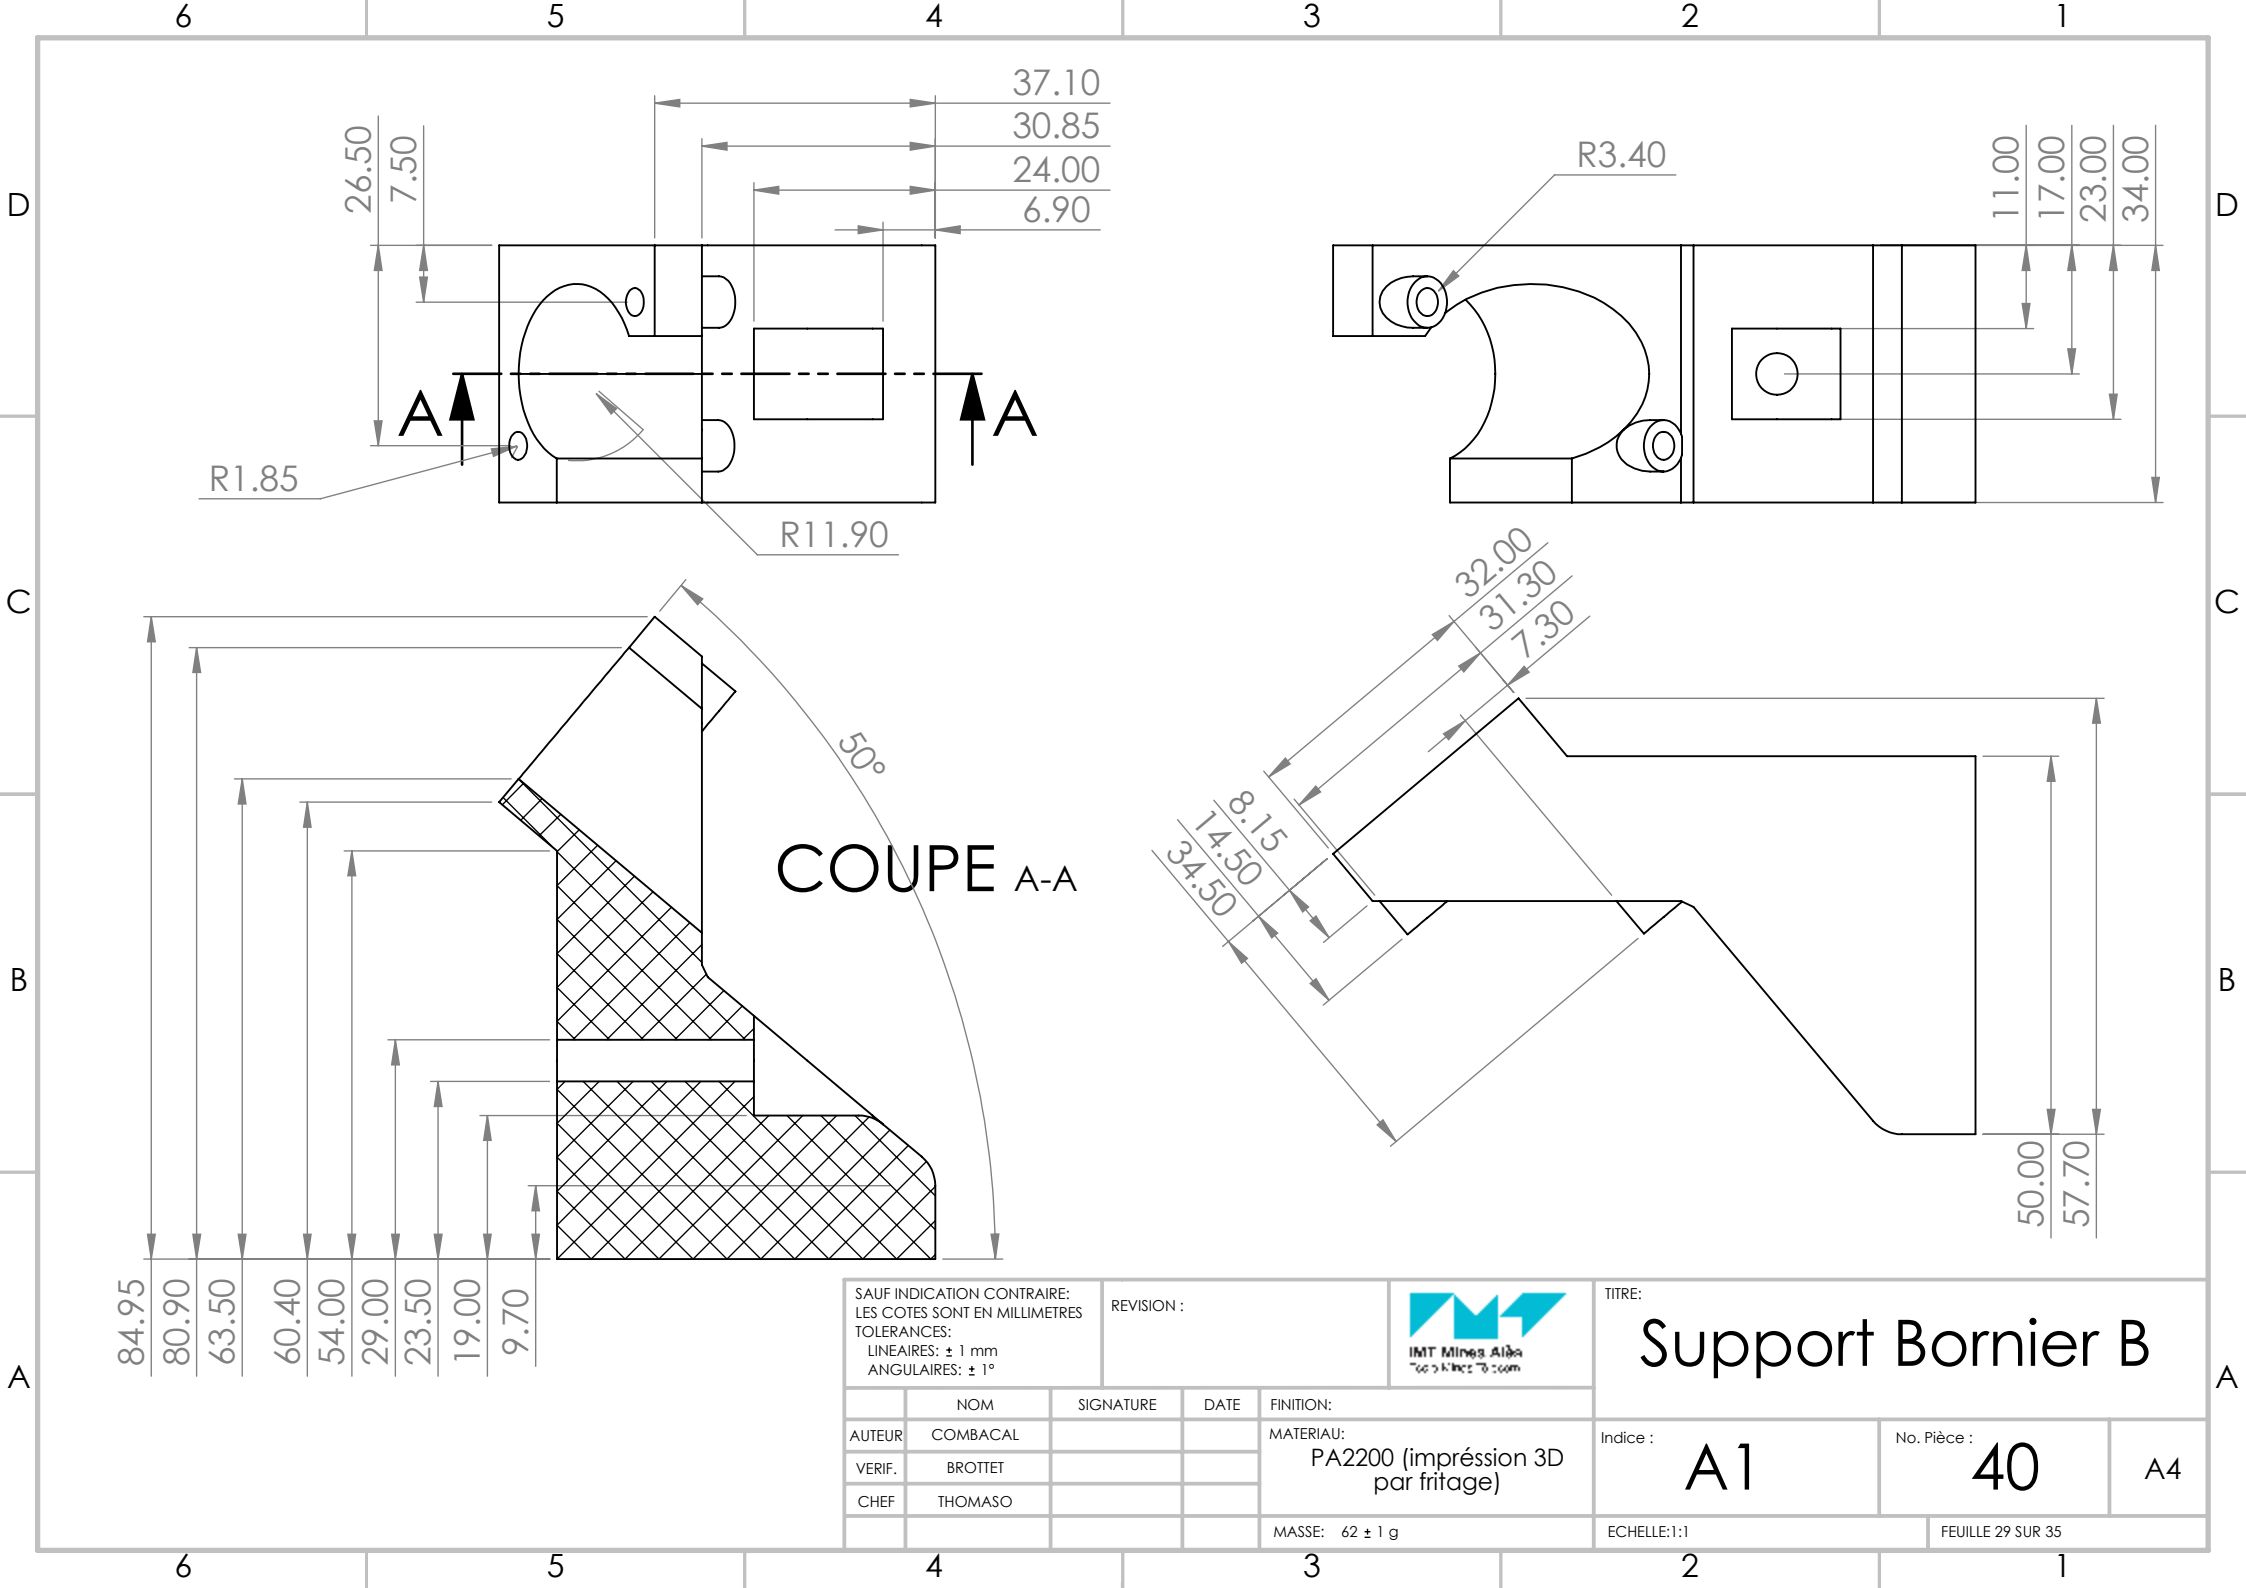 6 5 4 3 2 1
D
D
C
C
B
B
A
A
37.10
30.85
24.00
6.90
26.50
7.50
R1.85
R11.90
A A
R3.40
11.00
17.00
23.00
34.00
84.95
80.90
63.50
60.40
54.00
29.00
23.50
19.00
9.70
50°
COUPE A-A
32.00
31.30
7.30
8.15
14.50
34.50
50.00
57.70
SAUF INDICATION CONTRAIRE:
LES COTES SONT EN MILLIMETRES
TOLERANCES:
LINEAIRES: ± 1 mm
ANGULAIRES: ± 1°
REVISION :
IMT Mines Alès
TITRE:
Support Bornier B
NOM SIGNATURE DATE FINITION:
AUTEUR COMBACAL
VERIF. BROTTET
CHEF THOMASO
MATERIAU:
PA2200 (impréssion 3D
par fritage)
MASSE: 62 ± 1 g
Indice :
A1
No. Pièce :
40
A4
ECHELLE:1:1
FEUILLE 29 SUR 35
6 5 4 3 2 1